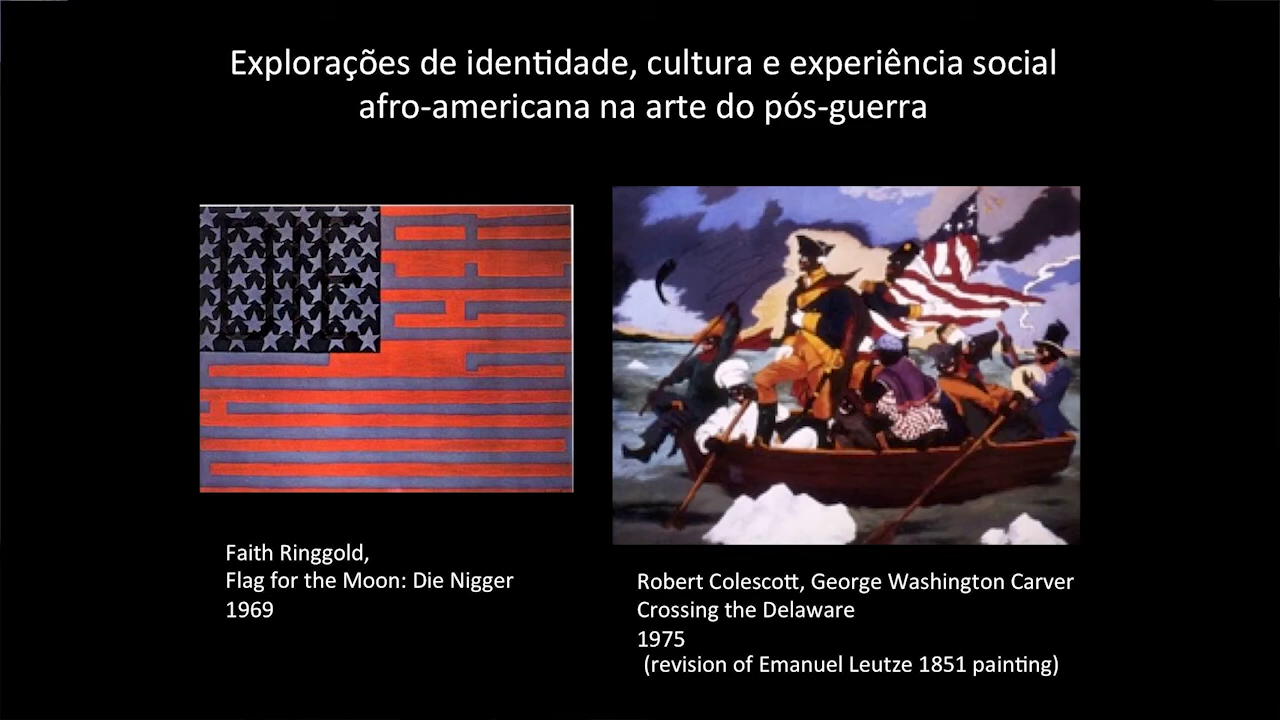 Explorações de identidade, cultura e experiência social
afro-americana na arte do pós-guerra
DIE
Faith Ringgold,
Flag for the Moon: Die Nigger
1969
Robert Colescott, George Washington Carver
Crossing the Delaware
1975
(revision of Emanuel Leutze 1851 painting)